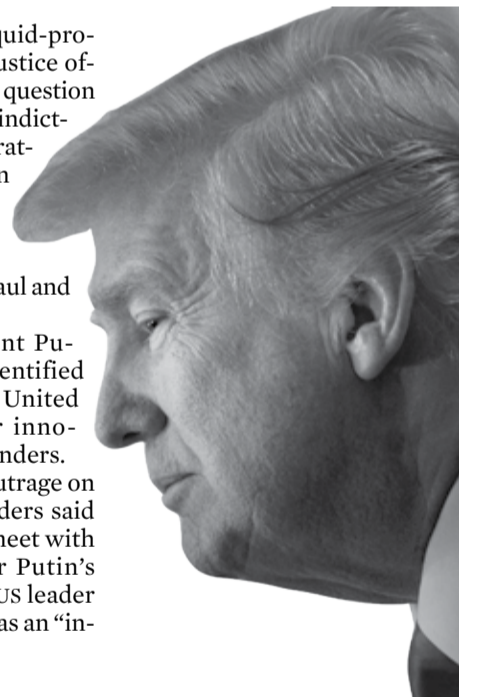 quid-pro-
ustice of-
question
indict-
rat-
n
aul and
nt Pu-
entified
United
r inno-
nders.
utrage on
ders said
meet with
r Putin's
US leader
as an “in-